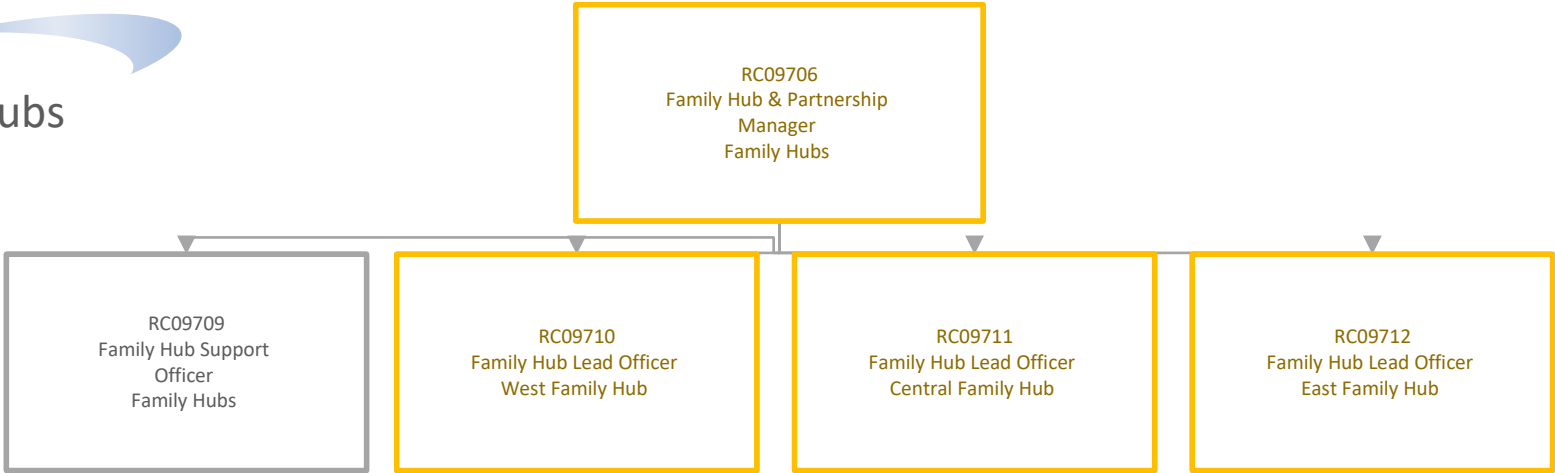 ubs
RC09706
Family Hub & Partnership
Manager
Family Hubs
RC09709
Family Hub Support
Officer
Family Hubs
RC09710
Family Hub Lead Officer
West Family Hub
RC09711
Family Hub Lead Officer
Central Family Hub
RC09712
Family Hub Lead Officer
East Family Hub